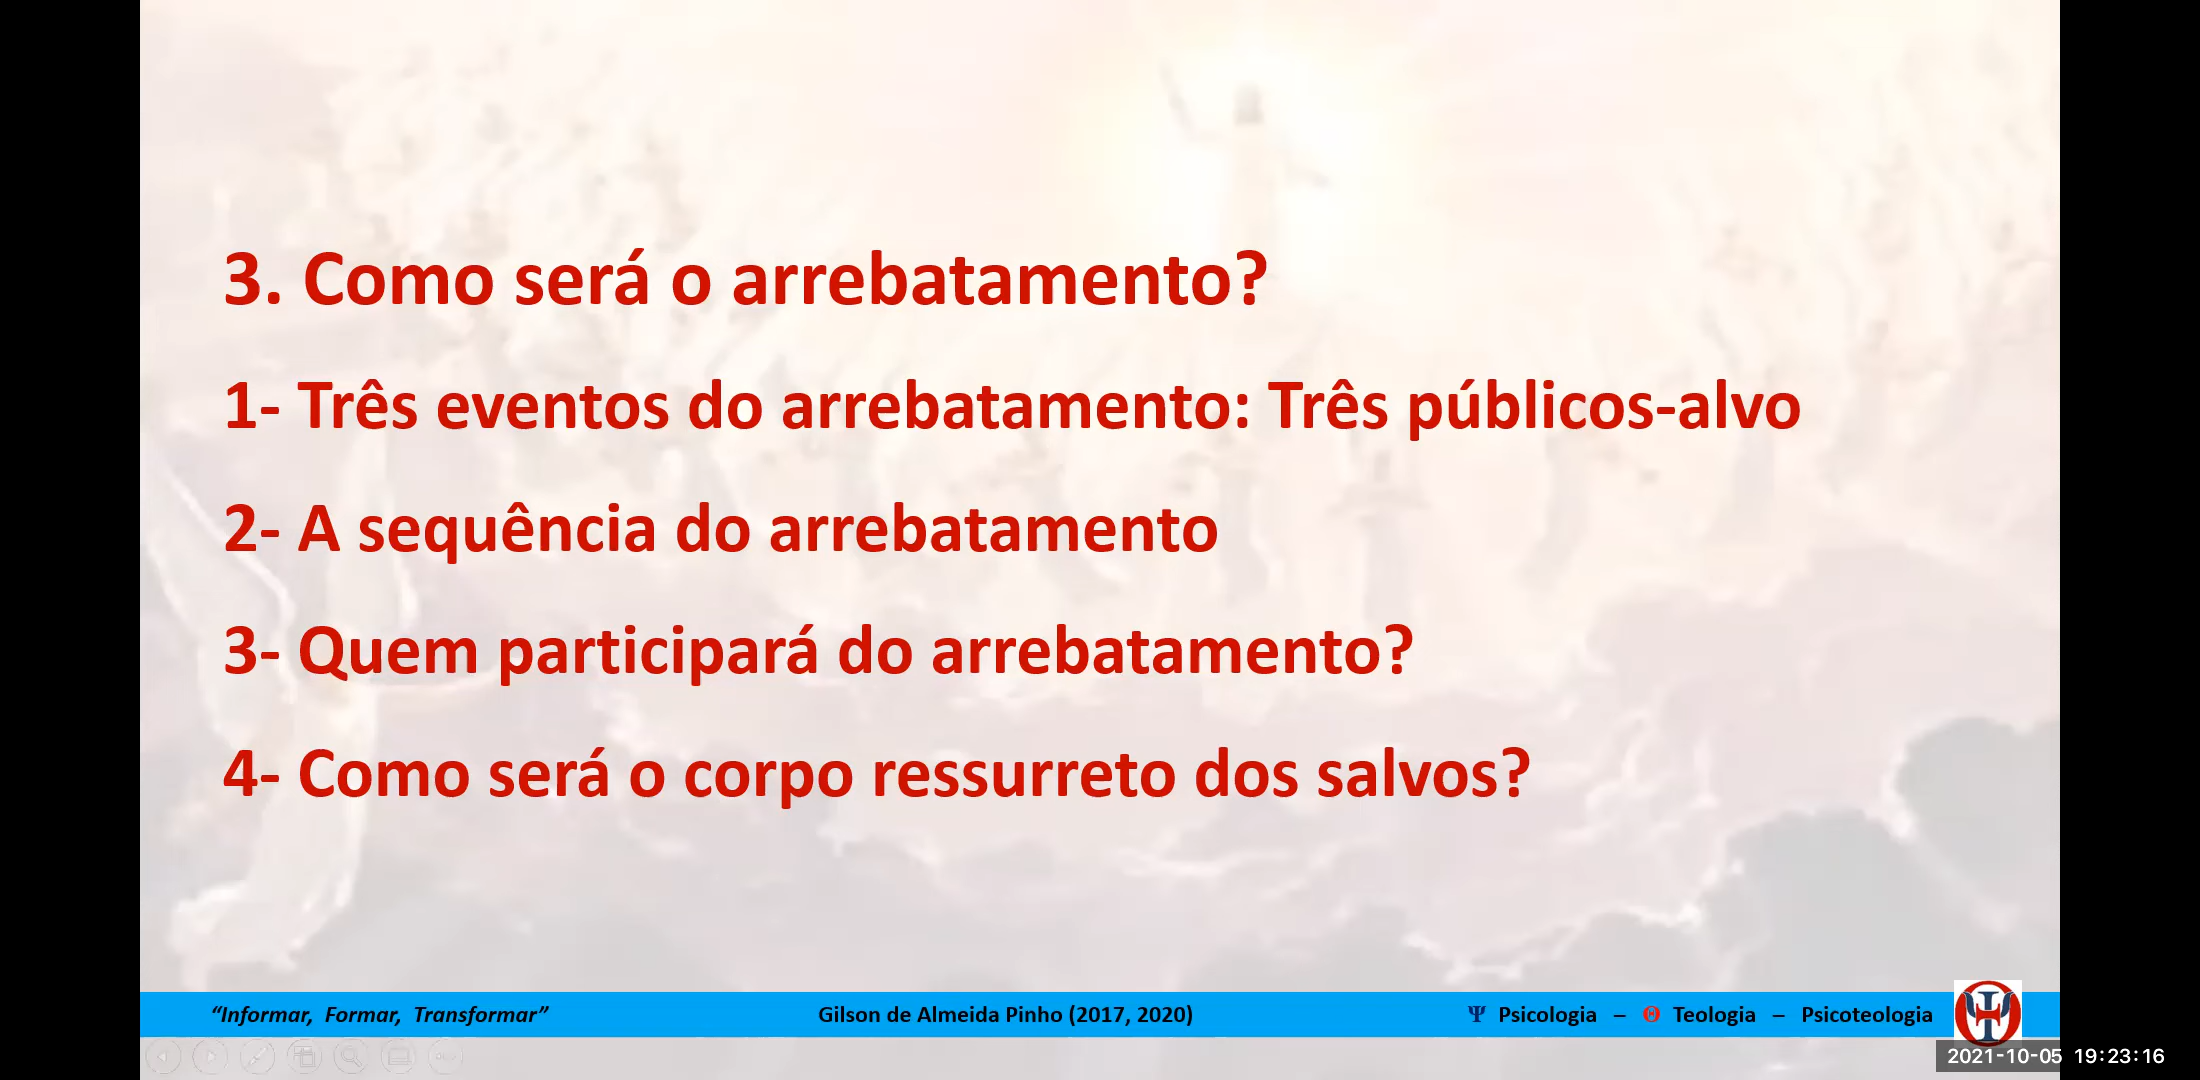 3. Como será o arrebatamento?
1- Três eventos do arrebatamento: Três públicos-alvo
2- A sequência do arrebatamento
3- Quem participará do arrebatamento?
4- Como será o corpo ressurreto dos salvos?
“Informar, Formar, Transformar”
Gilson de Almeida Pinho (2017, 2020)
Ψ Psicologia – Θ Teologia – Psicoteologia
2021-10-05 19:23:16